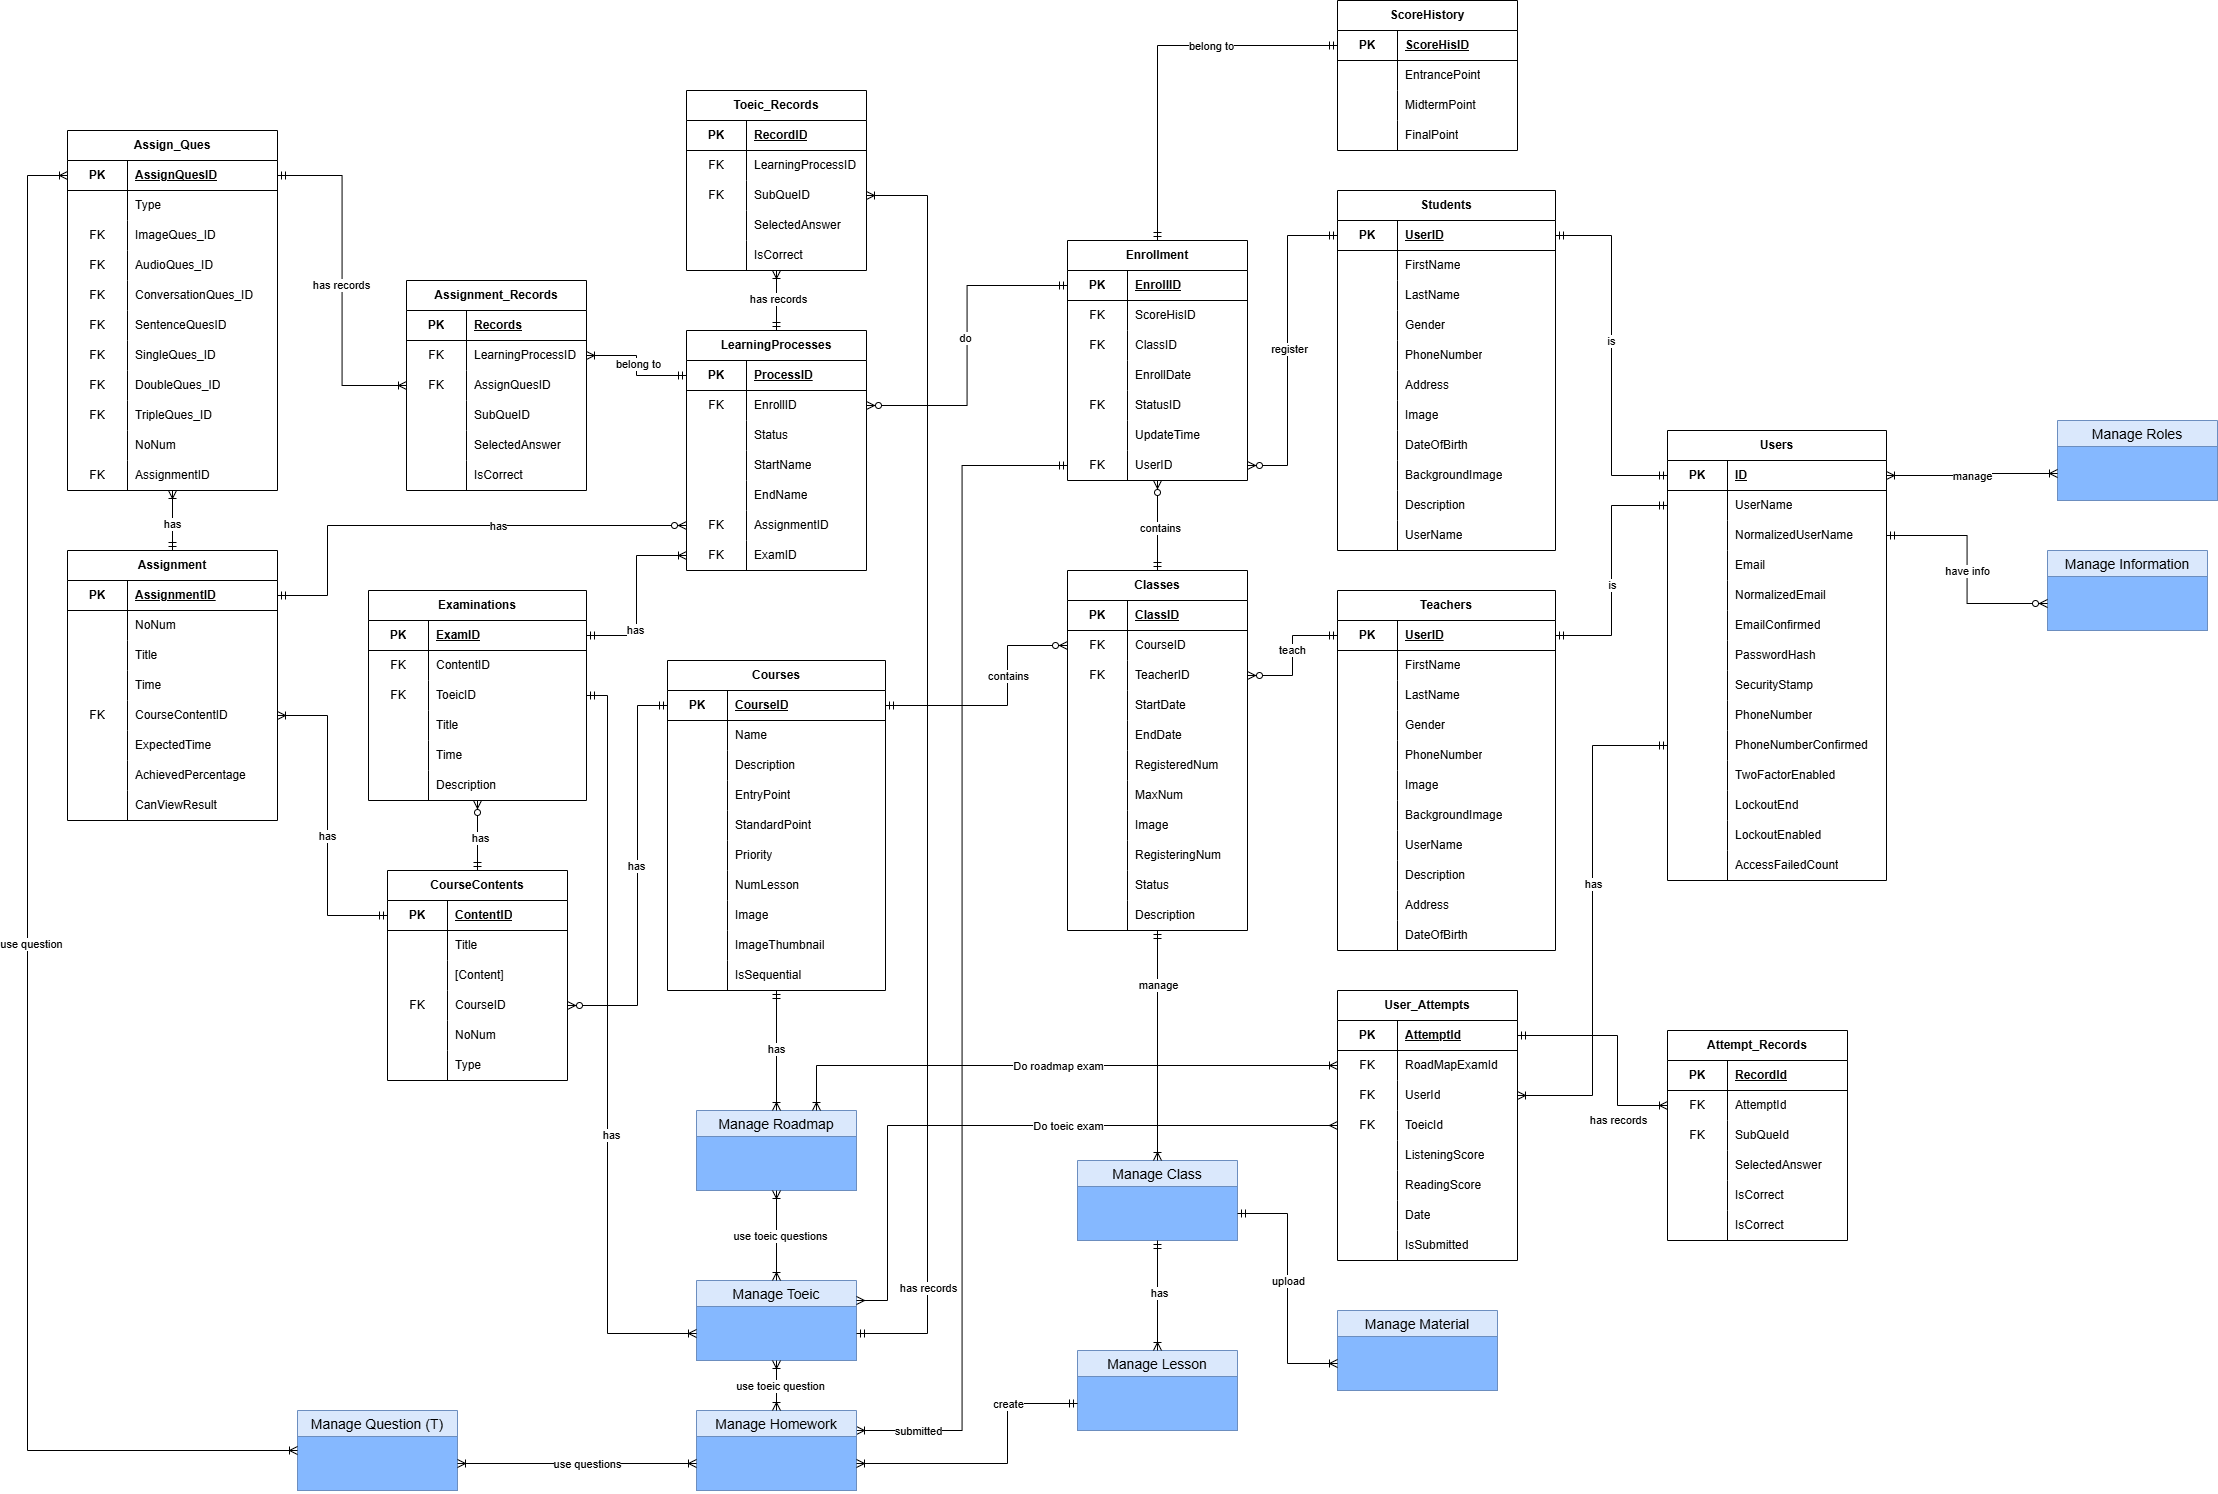 ScoreHistory
PK ScoreHisID
EntrancePoint
MidtermPoint
FinalPoint
belong to
Toeic_Records
PK RecordID
FK LearningProcessID
FK SubQueID
SelectedAnswer
IsCorrect
has records
Assign_Ques
PK AssignQuesID
Type
FK ImageQues_ID
FK AudioQues_ID
FK ConversationQues_ID
FK SentenceQuesID
FK SingleQues_ID
FK DoubleQues_ID
FK TripleQues_ID
NoNum
FK AssignmentID
has records
Assignment_Records
PK Records
FK LearningProcessID
FK AssignQuesID
SubQueID
SelectedAnswer
IsCorrect
belong to
LearningProcesses
PK ProcessID
FK EnrollID
Status
StartName
EndName
FK AssignmentID
FK ExamID
do
Enrollment
PK EnrollID
FK ScoreHisID
FK ClassID
EnrollDate
FK StatusID
UpdateTime
FK UserID
register
Students
PK UserID
FirstName
LastName
Gender
PhoneNumber
Address
Image
DateOfBirth
BackgroundImage
Description
UserName
is
Users
PK ID
UserName
NormalizedUserName
Email
NormalizedEmail
EmailConfirmed
PasswordHash
SecurityStamp
PhoneNumber
PhoneNumberConfirmed
TwoFactorEnabled
LockoutEnd
LockoutEnabled
AccessFailedCount
manage
Manage Roles
have info
Manage Information
has
has
Assignment
PK AssignmentID
NoNum
Title
Time
FK CourseContentID
ExpectedTime
AchievedPercentage
CanViewResult
Examinations
PK ExamID
FK ContentID
FK ToeicID
Title
Time
Description
has
Courses
PK CourseID
Name
Description
EntryPoint
StandardPoint
Priority
NumLesson
Image
ImageThumbnail
IsSequential
contains
contains
Classes
PK ClassID
FK CourseID
FK TeacherID
StartDate
EndDate
RegisteredNum
MaxNum
Image
RegisteringNum
Status
Description
teach
Teachers
PK UserID
FirstName
LastName
Gender
PhoneNumber
Image
BackgroundImage
UserName
Description
Address
DateOfBirth
is
has
has
has
has
CourseContents
PK ContentID
Title
[Content]
FK CourseID
NoNum
Type
use question
manage
User_Attempts
PK AttemptId
FK RoadMapExamId
FK UserId
FK ToeicId
ListeningScore
ReadingScore
Date
IsSubmitted
Attempt_Records
PK RecordId
FK AttemptId
FK SubQueId
SelectedAnswer
IsCorrect
IsCorrect
has records
has
Do roadmap exam
Do toeic exam
has
Manage Roadmap
Manage Class
use toeic questions
has records
Manage Toeic
has
upload
Manage Material
Manage Lesson
use toeic question
create
Manage Question (T)
Manage Homework
submitted
use questions